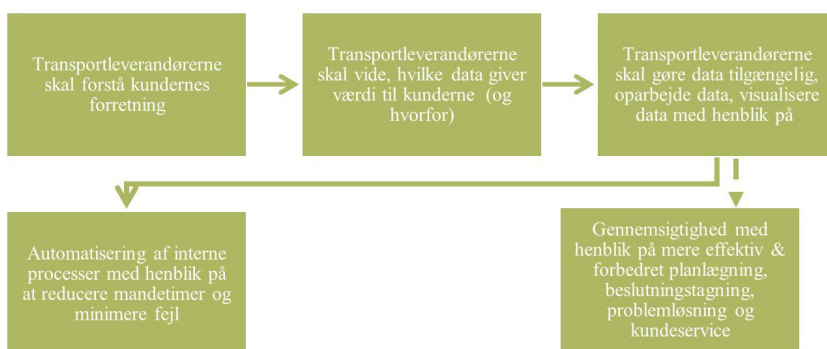 Transportleverandørerne
skal forstå kundernes
forretning
Transportleverandørerne
skal vide, hvilke data giver
værdi til kunderne (og
hvorfor)
Transportleverandørerne
skal gøre data tilgængelig,
oparbejde data, visualisere
data med henblik på
Automatisering af interne
processer med henblik på
at reducere mandetimer og
minimere fejl
Gennemsigtighed med
henblik på mere effektiv &
forbedret planlægning,
beslutningstagning,
problemløsning og
kundeservice